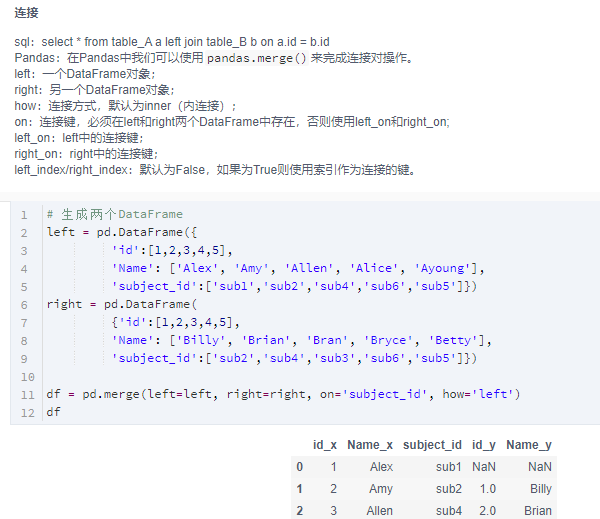 连接
sql：select * from table_A a left join table_B b on a.id = b.id
Pandas：在Pandas中我们可以使用 pandas.merge() 来完成连接对操作。
left：一个DataFrame对象；
right：另一个DataFrame对象；
how：连接方式，默认为inner（内连接）；
on：连接键，必须在left和right两个DataFrame中存在，否则使用left_on和right_on;
left_on：left中的连接键；
right_on：right中的连接键；
left_index/right_index：默认为False，如果为True则使用索引作为连接的键。
1 # 生成两个DataFrame
2 left = pd.DataFrame({
3 'id':[1,2,3,4,5],
4 'Name': ['Alex', 'Amy', 'Allen', 'Alice', 'Ayoung'],
5 'subject_id':['sub1','sub2','sub4','sub6','sub5']})
6 right = pd.DataFrame(
7 {'id':[1,2,3,4,5],
8 'Name': ['Billy', 'Brian', 'Bran', 'Bryce', 'Betty'],
9 'subject_id':['sub2','sub4','sub3','sub6','sub5']})
10
11 df = pd.merge(left=left, right=right, on='subject_id', how='left')
12 df
id_x Name_x subject_id id_y Name_y
0 1 Alex sub1 NaN NaN
1 2 Amy sub2 1.0 Billy
2 3 Allen sub4 2.0 Brian